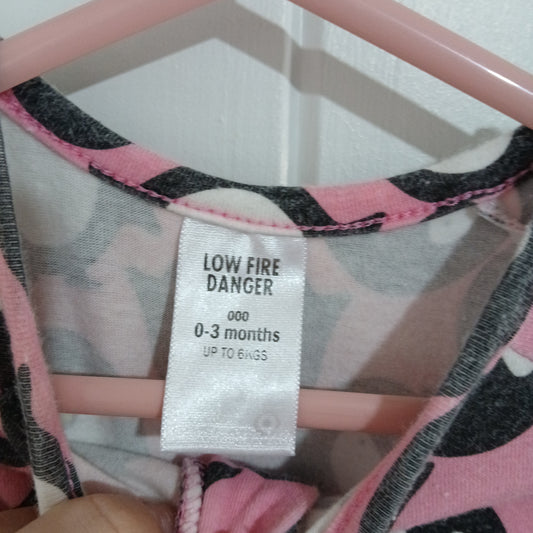 LOW FIRE
DANGER
000
0-3 months
UP TO 6KGS